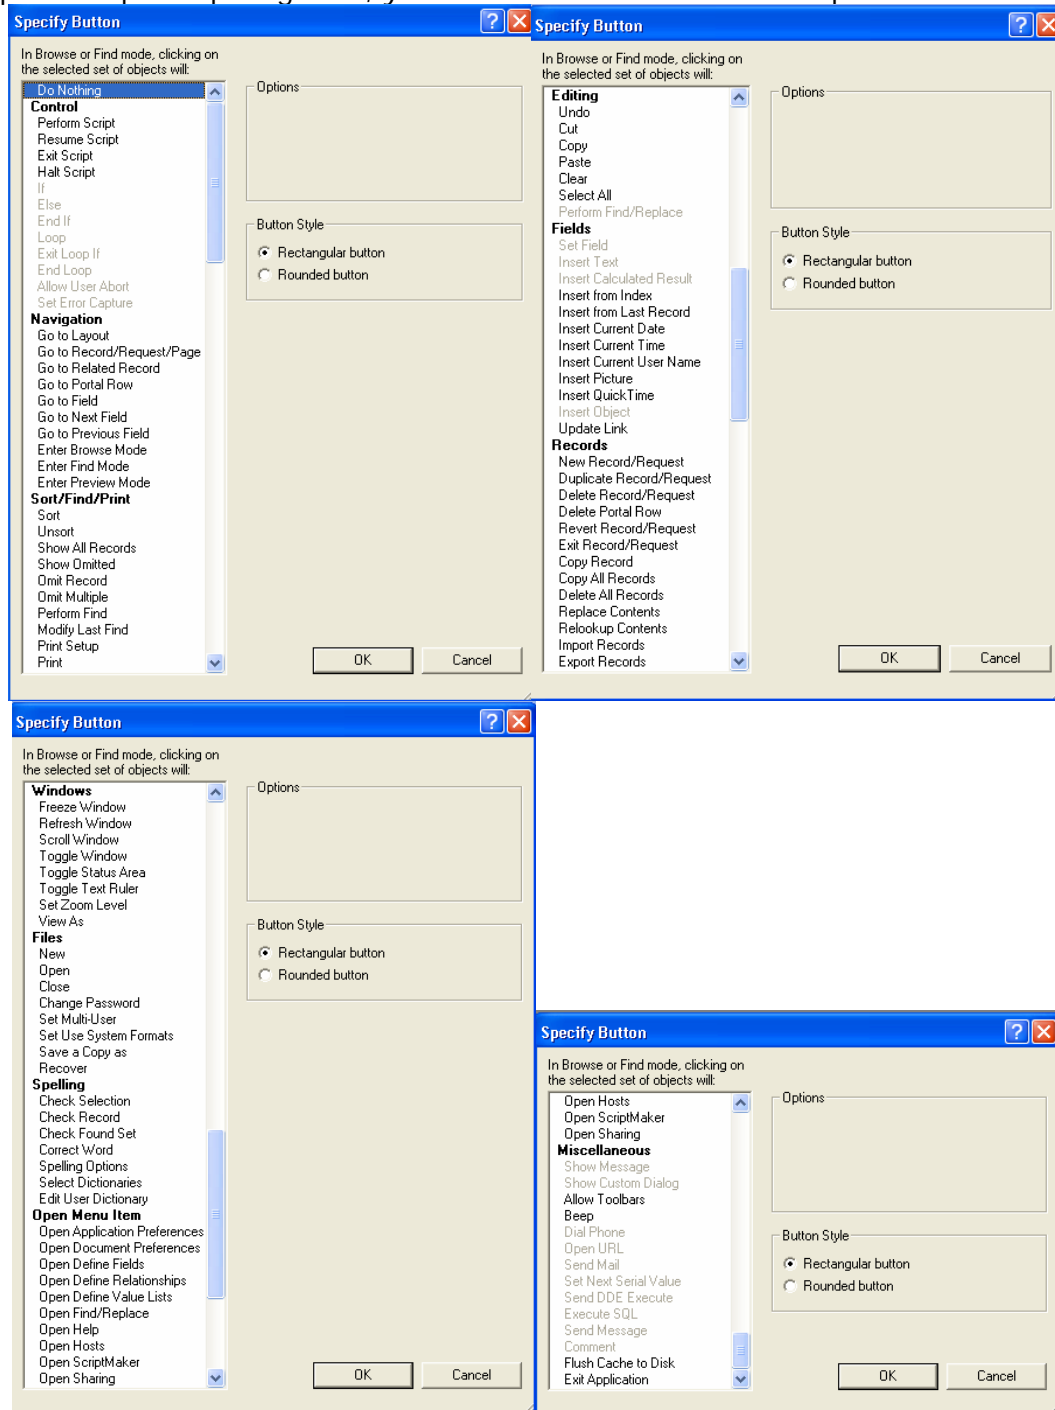 Specify Button
In Browse or Find mode, clicking on
the selected set of objects will:
Do Nothing
Control
Perform Script
Resume Script
Exit Script
Halt Script
If
Else
End If
Loop
Exit Loop If
End Loop
Allow User Abort
Set Error Capture
Navigation
Go to Layout
Go to Record/Request/Page
Go to Related Record
Go to Portal Row
Go to Field
Go to Next Field
Go to Previous Field
Enter Browse Mode
Enter Find Mode
Enter Preview Mode
Sort/Find/Print
Sort
Unsort
Show All Records
Show Omitted
Omit Record
Omit Multiple
Perform Find
Modify Last Find
Print Setup
Print
Options
Button Style
Rectangular button
Rounded button
OK Cancel
Specify Button
In Browse or Find mode, clicking on
the selected set of objects will:
Editing
Undo
Cut
Copy
Paste
Clear
Select All
Perform Find/Replace
Fields
Set Field
Insert Text
Insert Calculated Result
Insert from Index
Insert from Last Record
Insert Current Date
Insert Current Time
Insert Current User Name
Insert Picture
Insert QuickTime
Insert Object
Update Link
Records
New Record/Request
Duplicate Record/Request
Delete Record/Request
Delete Portal Row
Revert Record/Request
Exit Record/Request
Copy Record
Copy All Records
Delete All Records
Replace Contents
Relookup Contents
Import Records
Export Records
Options
Button Style
Rectangular button
Rounded button
OK Cancel
Specify Button
In Browse or Find mode, clicking on
the selected set of objects will:
Windows
Freeze Window
Refresh Window
Scroll Window
Toggle Window
Toggle Status Area
Toggle Text Ruler
Set Zoom Level
View As
Files
New
Open
Close
Change Password
Set Multi-User
Set Use System Formats
Save a Copy as
Recover
Spelling
Check Selection
Check Record
Check Found Set
Correct Word
Spelling Options
Select Dictionaries
Edit User Dictionary
Open Menu Item
Open Application Preferences
Open Document Preferences
Open Define Fields
Open Define Relationships
Open Define Value Lists
Open Find/Replace
Open Help
Open Hosts
Open ScriptMaker
Open Sharing
Options
Button Style
Rectangular button
Rounded button
OK Cancel
Specify Button
In Browse or Find mode, clicking on
the selected set of objects will:
Open Hosts
Open ScriptMaker
Open Sharing
Miscellaneous
Show Message
Show Custom Dialog
Allow Toolbars
Beep
Dial Phone
Open URL
Send Mail
Set Next Serial Value
Send DDE Execute
Execute SQL
Send Message
Comment
Flush Cache to Disk
Exit Application
Options
Button Style
Rectangular button
Rounded button
OK Cancel